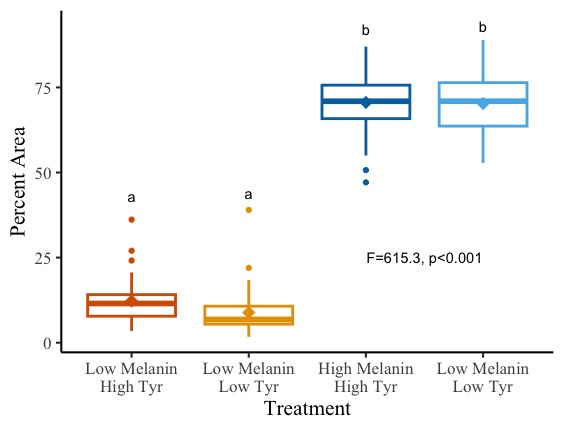 Percent Area
75
50
25
0
a
a
b
b
F=615.3, p<0.001
Low Melanin
High Tyr
Low Melanin
Low Tyr
High Melanin
High Tyr
Low Melanin
Low Tyr
Treatment